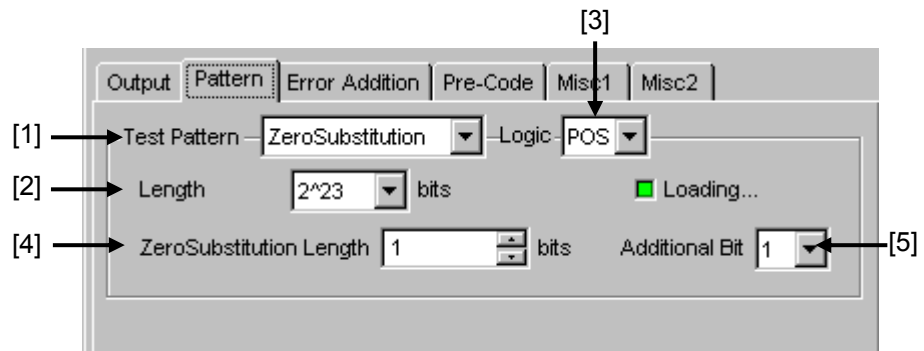 [3]
Output Pattern Error Addition Pre-Code Misc1 Misc2
[1] Test Pattern ZeroSubstitution Logic POS
[2] Length 2^23 bits Loading...
[4] ZeroSubstitution Length 1 bits Additional Bit 1 [5]